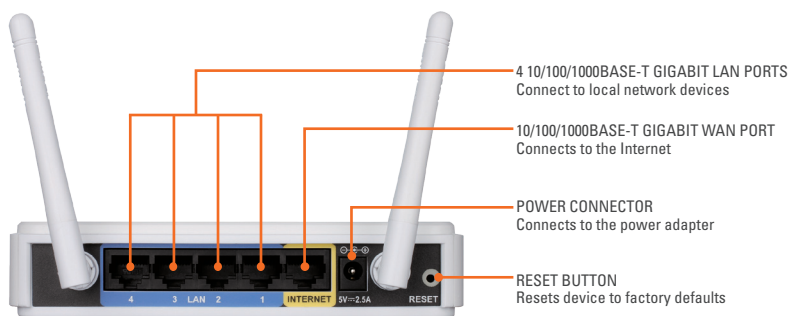 4 10/100/1000BASE-T GIGABIT LAN PORTS
Connect to local network devices
10/100/1000BASE-T GIGABIT WAN PORT
Connects to the Internet
POWER CONNECTOR
Connects to the power adapter
RESET BUTTON
Resets device to factory defaults
4 3 LAN 2 1 INTERNET 5V⎓2.5A RESET